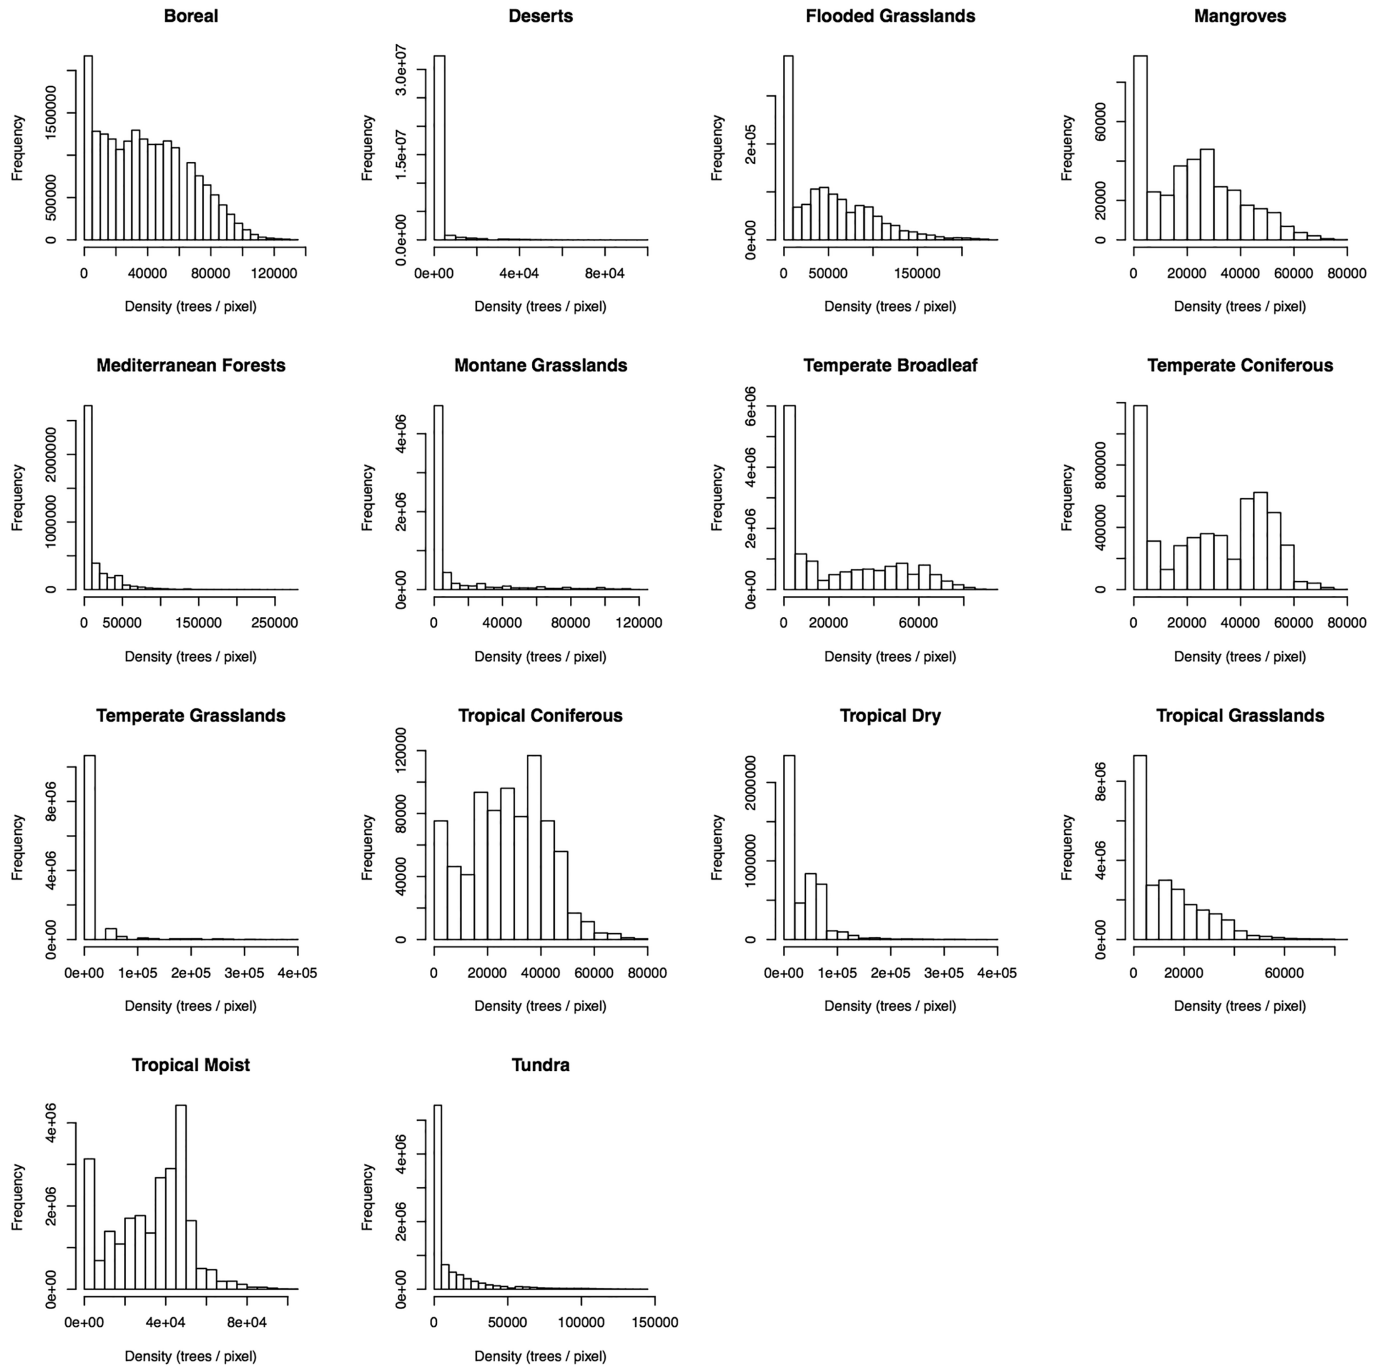 Boreal
Frequency
0
500000
1500000
0
40000
80000
120000
Density (trees / pixel)
Deserts
Frequency
0.0e+00
1.5e+07
3.0e+07
0e+00
4e+04
8e+04
Density (trees / pixel)
Flooded Grasslands
Frequency
0e+00
2e+05
0
50000
150000
Density (trees / pixel)
Mangroves
Frequency
0
20000
60000
0
20000
40000
60000
80000
Density (trees / pixel)
Mediterranean Forests
Frequency
0
1000000
2000000
0
50000
150000
250000
Density (trees / pixel)
Montane Grasslands
Frequency
0e+00
2e+06
4e+06
0
40000
80000
120000
Density (trees / pixel)
Temperate Broadleaf
Frequency
0e+00
2e+06
4e+06
6e+06
0
20000
60000
Density (trees / pixel)
Temperate Coniferous
Frequency
0
400000
800000
0
20000
40000
60000
80000
Density (trees / pixel)
Temperate Grasslands
Frequency
0e+00
4e+06
8e+06
0e+00
1e+05
2e+05
3e+05
4e+05
Density (trees / pixel)
Tropical Coniferous
Frequency
0
40000
80000
120000
0
20000
40000
60000
80000
Density (trees / pixel)
Tropical Dry
Frequency
0
1000000
2000000
0e+00
1e+05
2e+05
3e+05
4e+05
Density (trees / pixel)
Tropical Grasslands
Frequency
0e+00
4e+06
8e+06
0
20000
60000
Density (trees / pixel)
Tropical Moist
Frequency
0e+00
2e+06
4e+06
0e+00
4e+04
8e+04
Density (trees / pixel)
Tundra
Frequency
0e+00
2e+06
4e+06
0
50000
100000
150000
Density (trees / pixel)